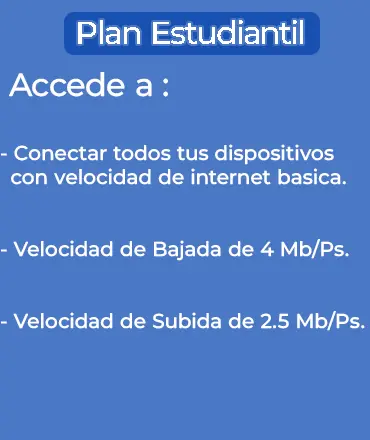 Plan Estudiantil
Accede a :
- Conectar todos tus dispositivos
con velocidad de internet basica.
- Velocidad de Bajada de 4 Mb/Ps.
- Velocidad de Subida de 2.5 Mb/Ps.